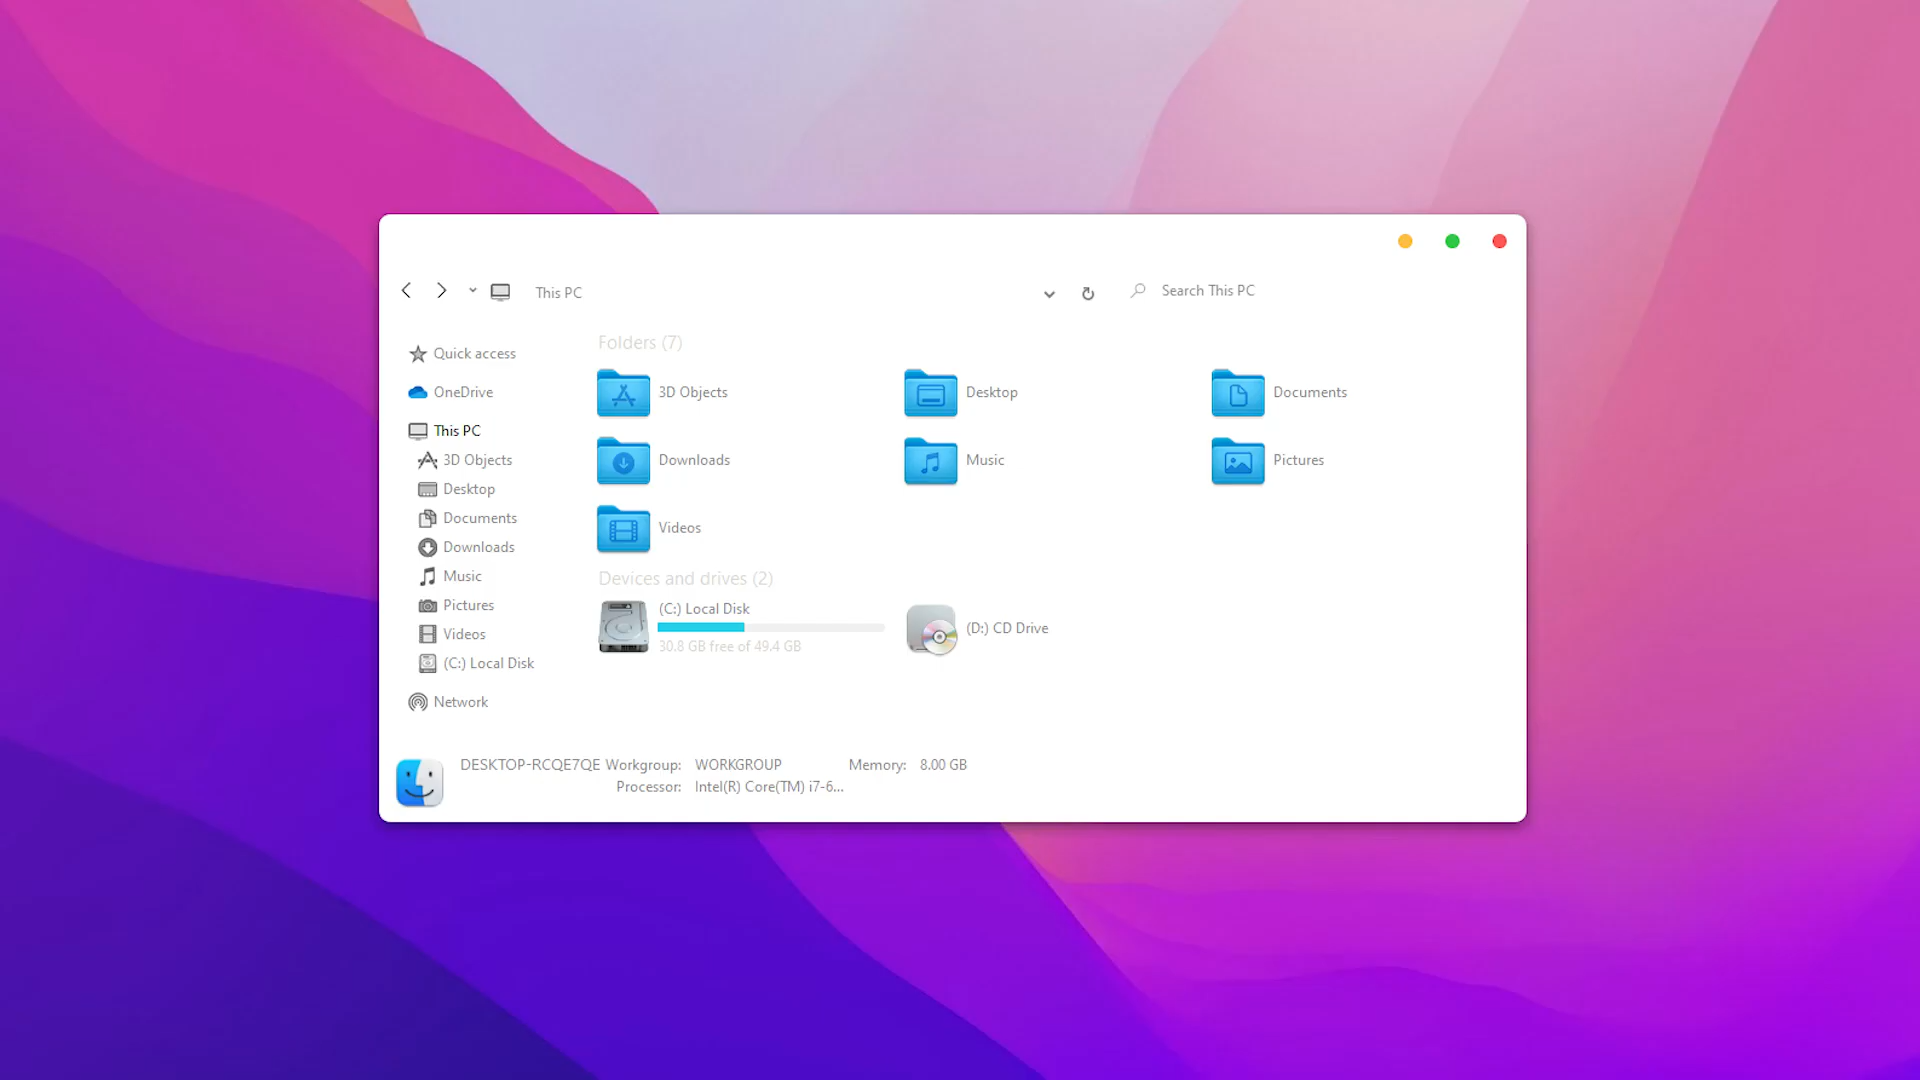 This PC
Search This PC
Quick access
OneDrive
This PC
3D Objects
Desktop
Documents
Downloads
Music
Pictures
Videos
(C:) Local Disk
Network
Folders (7)
3D Objects
Desktop
Documents
Downloads
Music
Pictures
Videos
Devices and drives (2)
(C:) Local Disk
30.8 GB free of 49.4 GB
(D:) CD Drive
DESKTOP-RCQE7QE Workgroup: WORKGROUP Memory: 8.00 GB
Processor: Intel(R) Core(TM) i7-6...